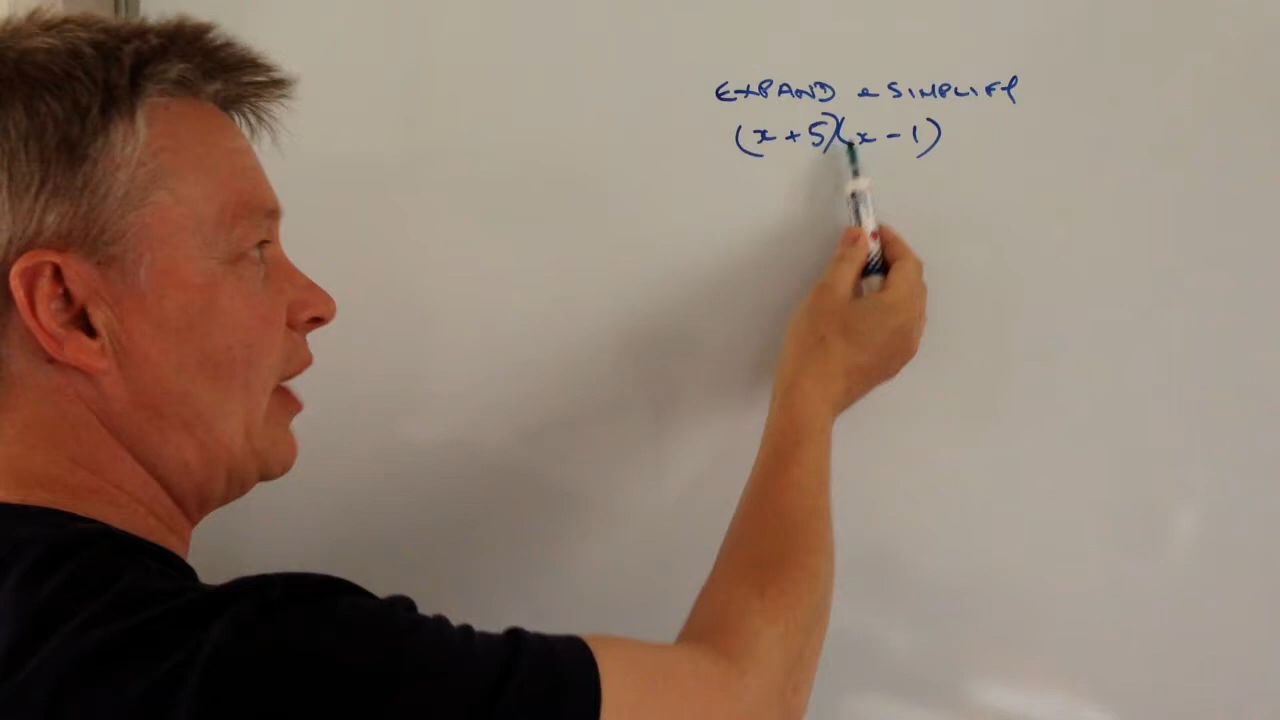 EXPAND & SIMPLIFY
(x + 5)(x - 1)